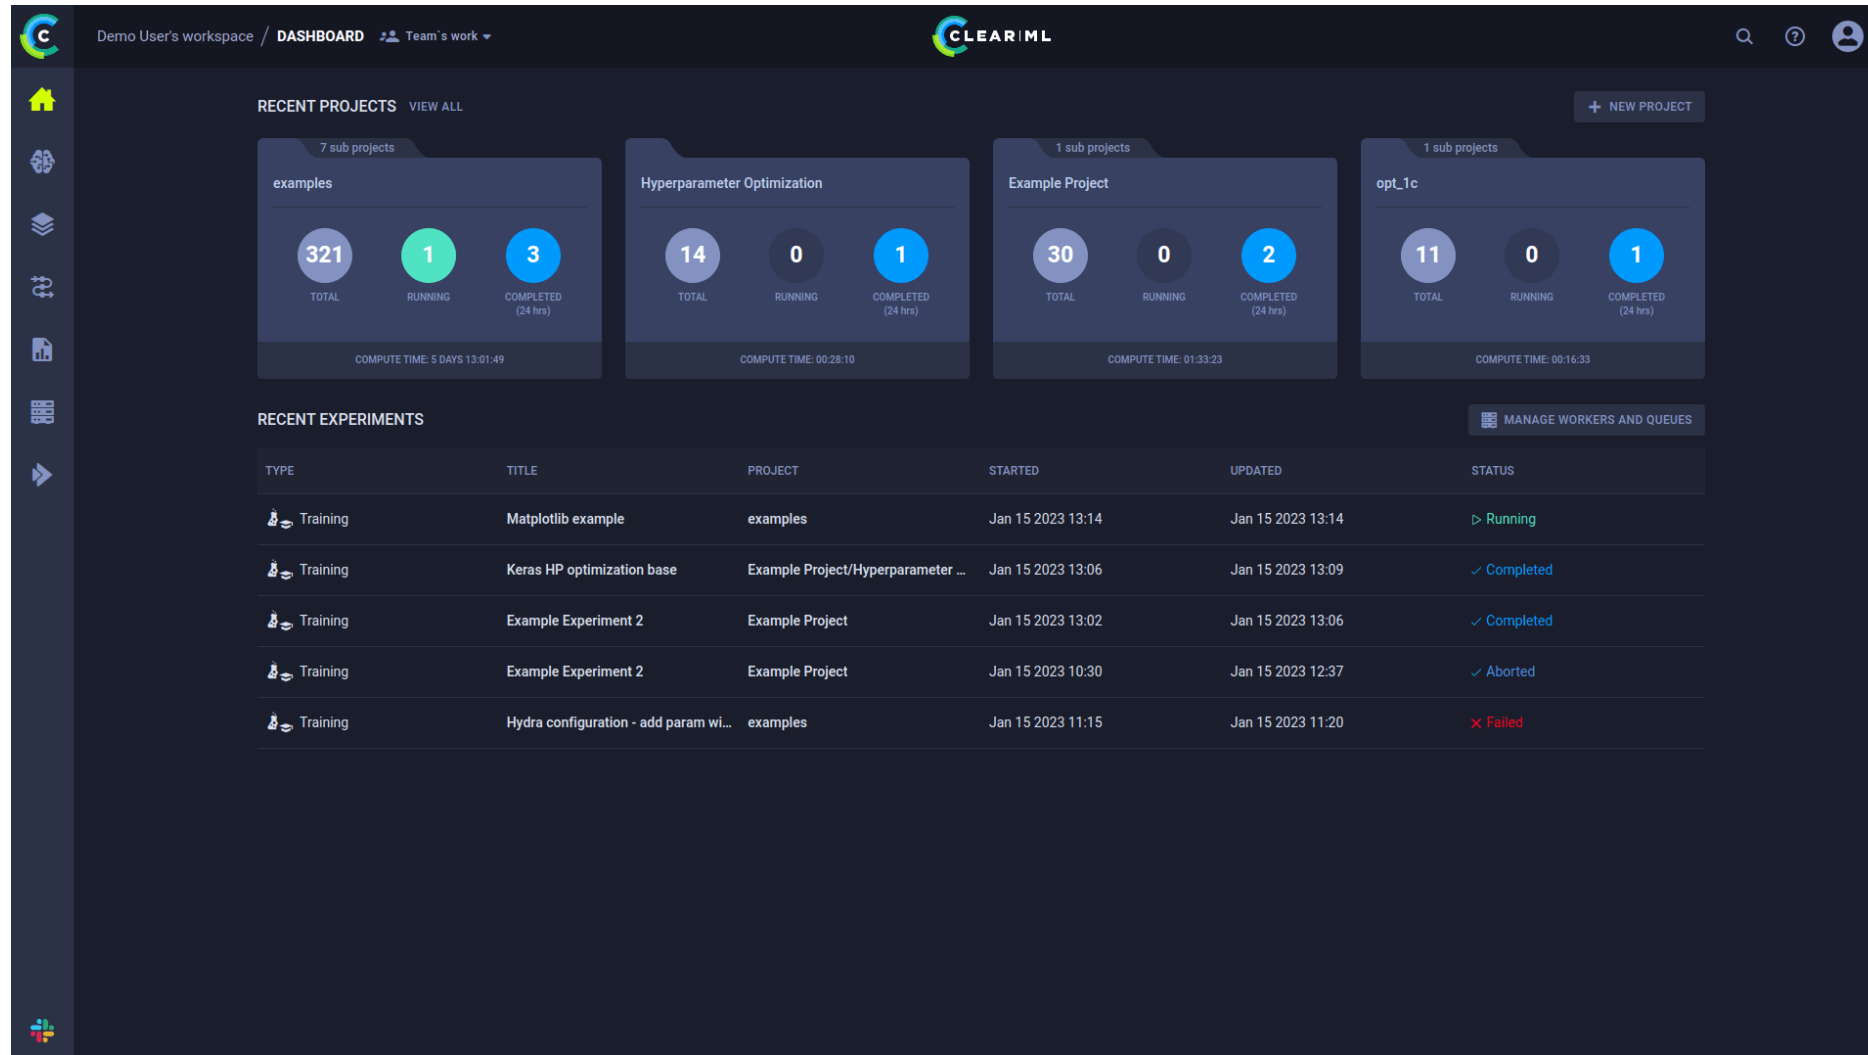 Demo User's workspace / DASHBOARD Team`s work
CLEAR|ML
RECENT PROJECTS VIEW ALL
NEW PROJECT
7 sub projects
examples
321 1 3
TOTAL RUNNING COMPLETED
(24 hrs)
COMPUTE TIME: 5 DAYS 13:01:49
Hyperparameter Optimization
14 0 1
TOTAL RUNNING COMPLETED
(24 hrs)
COMPUTE TIME: 00:28:10
1 sub projects
Example Project
30 0 2
TOTAL RUNNING COMPLETED
(24 hrs)
COMPUTE TIME: 01:33:23
1 sub projects
opt_1c
11 0 1
TOTAL RUNNING COMPLETED
(24 hrs)
COMPUTE TIME: 00:16:33
RECENT EXPERIMENTS
MANAGE WORKERS AND QUEUES
TYPE TITLE PROJECT STARTED UPDATED STATUS
Training Matplotlib example examples Jan 15 2023 13:14 Jan 15 2023 13:14 Running
Training Keras HP optimization base Example Project/Hyperparameter ... Jan 15 2023 13:06 Jan 15 2023 13:09 Completed
Training Example Experiment 2 Example Project Jan 15 2023 13:02 Jan 15 2023 13:06 Completed
Training Example Experiment 2 Example Project Jan 15 2023 10:30 Jan 15 2023 12:37 Aborted
Training Hydra configuration - add param wi... examples Jan 15 2023 11:15 Jan 15 2023 11:20 Failed